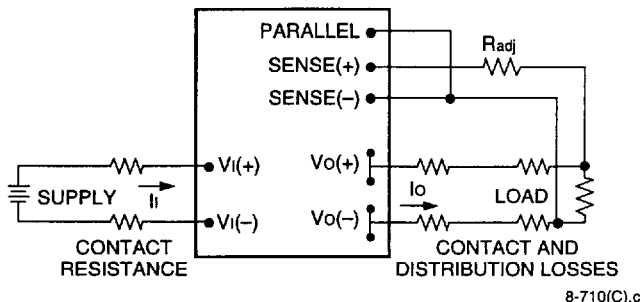 PARALLEL
SENSE(+)
SENSE(–)
Radj
VI(+)
VI(–)
VO(+)
VO(–)
SUPPLY
II
IO
LOAD
CONTACT
RESISTANCE
CONTACT AND
DISTRIBUTION LOSSES
8-710(C).c